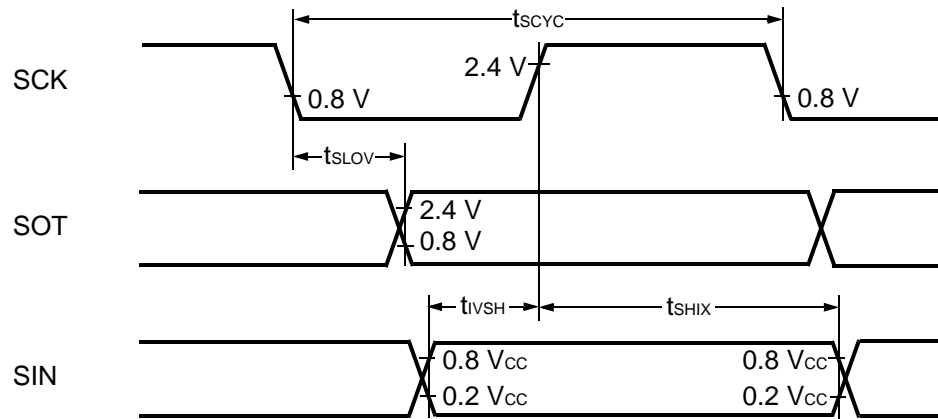 tSCYC
SCK
2.4 V
0.8 V
0.8 V
tSLOV
SOT
2.4 V
0.8 V
tIVSH
tSHIX
SIN
0.8 VCC
0.8 VCC
0.2 VCC
0.2 VCC